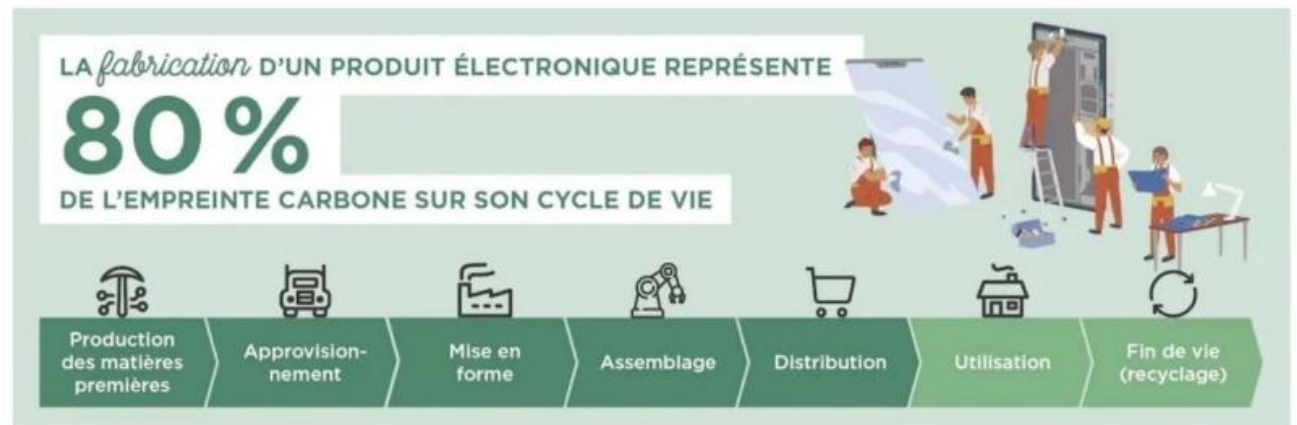 LA fabrication D'UN PRODUIT ÉLECTRONIQUE REPRÉSENTE
80 %
DE L'EMPREINTE CARBONE SUR SON CYCLE DE VIE
Production
des matières
premières
Approvision-
nement
Mise en
forme
Assemblage
Distribution
Utilisation
Fin de vie
(recyclage)